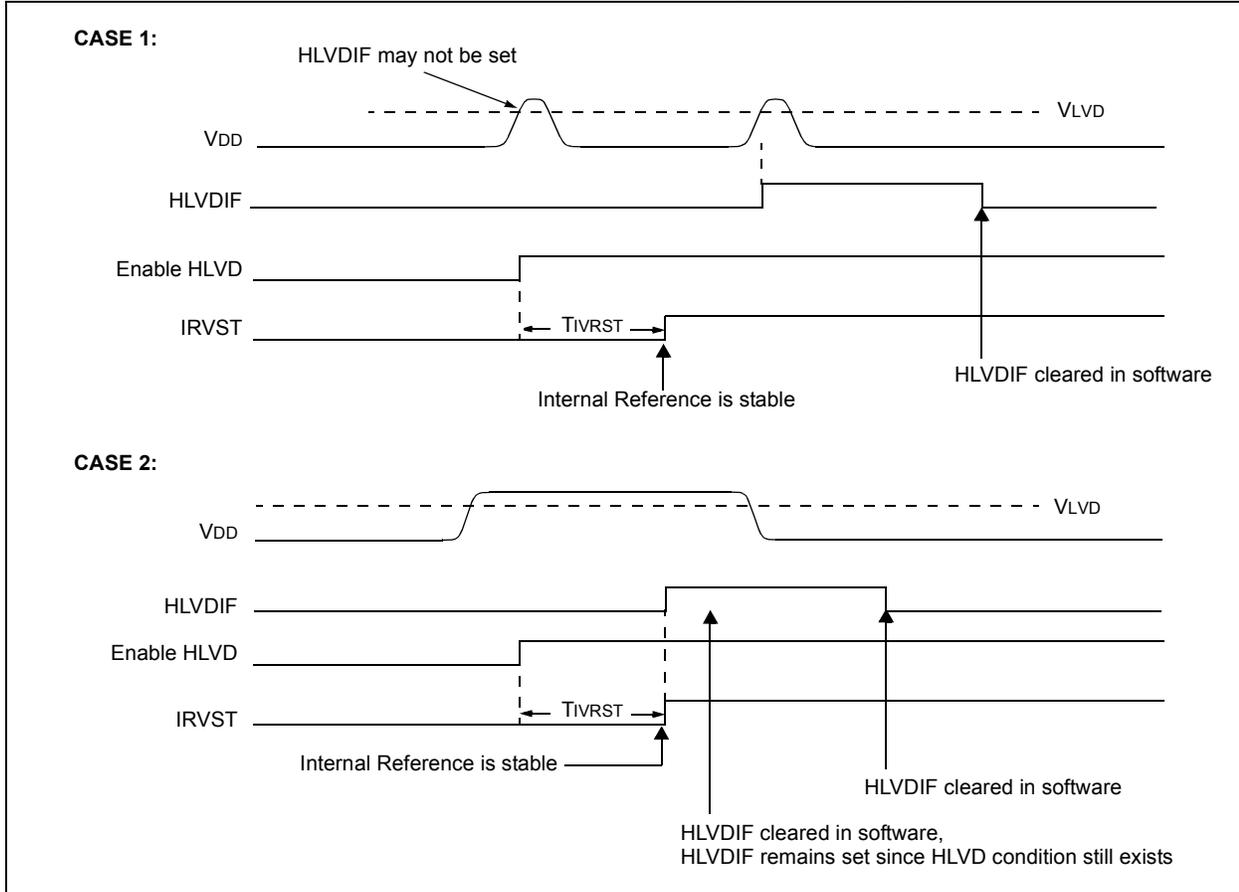 CASE 1:
HLVDIF may not be set
VLVD
VDD
HLVDIF
Enable HLVD
IRVST
TIVRST
HLVDIF cleared in software
Internal Reference is stable
CASE 2:
VLVD
VDD
HLVDIF
Enable HLVD
IRVST
TIVRST
Internal Reference is stable
HLVDIF cleared in software
HLVDIF cleared in software,
HLVDIF remains set since HLVD condition still exists